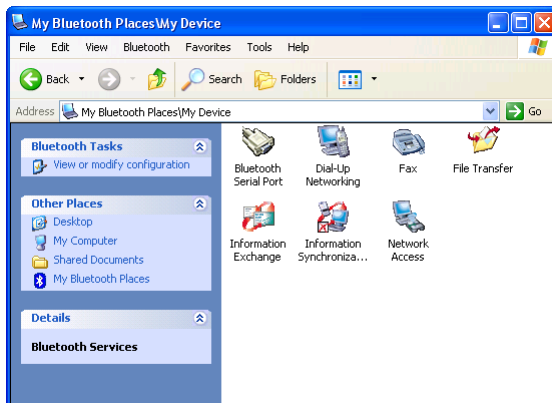 My Bluetooth Places\My Device
File Edit View Bluetooth Favorites Tools Help
Back Search Folders
Address My Bluetooth Places\My Device Go
Bluetooth Tasks
View or modify configuration
Other Places
Desktop
My Computer
Shared Documents
My Bluetooth Places
Details
Bluetooth Services
Bluetooth
Serial Port
Dial-Up
Networking
Fax
File Transfer
Information
Exchange
Information
Synchroniza...
Network
Access